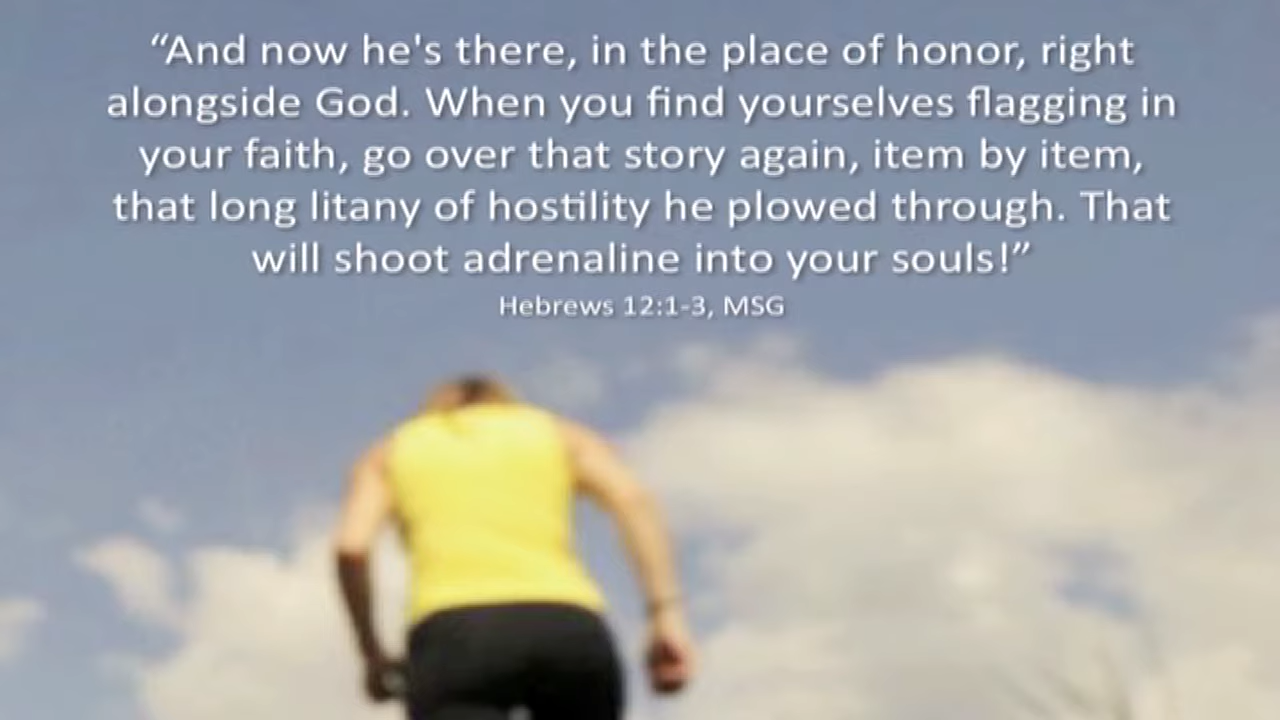 “And now he's there, in the place of honor, right
alongside God. When you find yourselves flagging in
your faith, go over that story again, item by item,
that long litany of hostility he plowed through. That
will shoot adrenaline into your souls!”
Hebrews 12:1-3, MSG